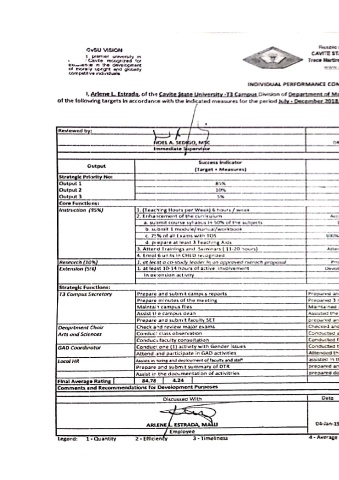 CvSU VISION
premier university in
Cavite recognized for
excellence in the development
of morally upright and globally
competitive individuals
CAVITE ST
Trece Martir
INDIVIDUAL PERFORMANCE COM
I, Arlene L. Estrada, of the Cavite State University -T3 Campus Division of Department of Ma
of the following targets in accordance with the indicated measures for the period July - December 2018.
Reviewed by:
NOEL A. SEDIGO, MSC
Immediate Supervisor
Output
Success Indicator
(Target + Measures)
Strategic Priority No:
Output 1 85%
Output 2 10%
Output 3 5%
Core Functions:
Instruction (85%) 1. (Teaching Hours per Week) 6 hours / week
2. Enhancement of the curriculum
a. submit course syllabus in 50% of the subjects
b. submit 1 module/manual/workbook
c. 75% of all Exams with TOS 100%
d. prepare at least 3 Teaching Aids
3. Attend Trainings and Seminars (11-20 hours)
4. Enrol 6 units in CHED recognized
Research (10%) 1. at least a co-study leader in an approved research proposal
Extension (5%) 1. at least 10-14 hours of active involvement
in extension activity
Strategic Functions:
T3 Campus Secretary Prepare and submit campus reports Prepared an
Prepare minutes of the meeting Prepared 3
Maintain campus files Maintained
Assist the campus dean Assisted the
Prepare and submit faculty SET prepared an
Department Chair Check and review major exams Checked and
Arts and Sciences Conduct class observation Conducted
Conduct faculty consultation Conducted
GAD Coordinator Conduct one (1) activity with Gender Issues Conducted
Attend and participate in GAD activities Attended th
Local HR Assists in hiring and deployment of faculty and staff assisted in th
Prepare and submit summary of DTR prepared an
Assist in the documentation of activities prepared do
Final Average Rating 84.78 4.24
Comments and Recommendations for Development Purposes
Discussed With Date
ARLENE L. ESTRADA, MALLI 04-Jan-19
Employee
Legend: 1 - Quantity 2 - Efficiency 3 - Timeliness 4 - Average